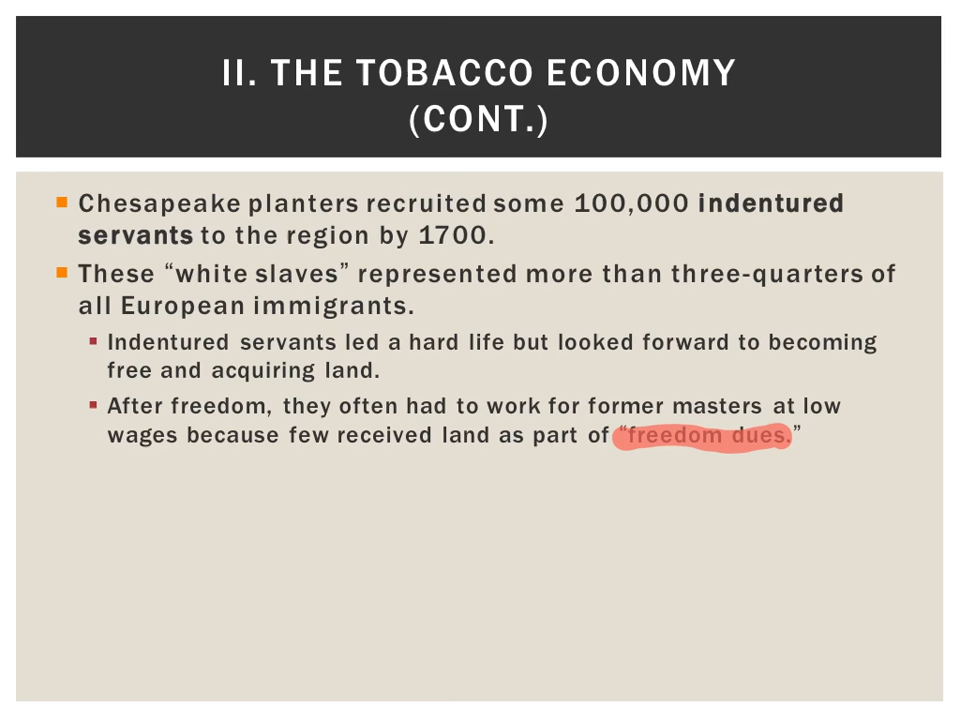 II. THE TOBACCO ECONOMY
(CONT.)
Chesapeake planters recruited some 100,000 indentured
servants to the region by 1700.
These “white slaves” represented more than three-quarters of
all European immigrants.
Indentured servants led a hard life but looked forward to becoming
free and acquiring land.
After freedom, they often had to work for former masters at low
wages because few received land as part of “freedom dues.”